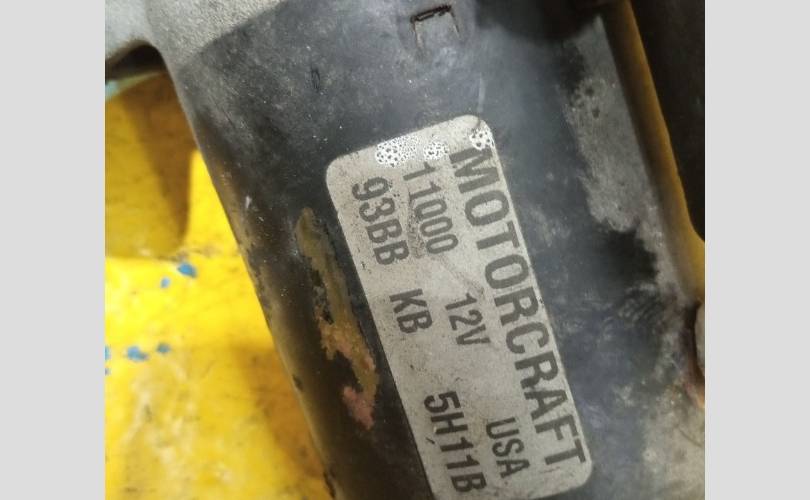 MOTORCRAFT
11000 12V USA
93BB KB 5H11B